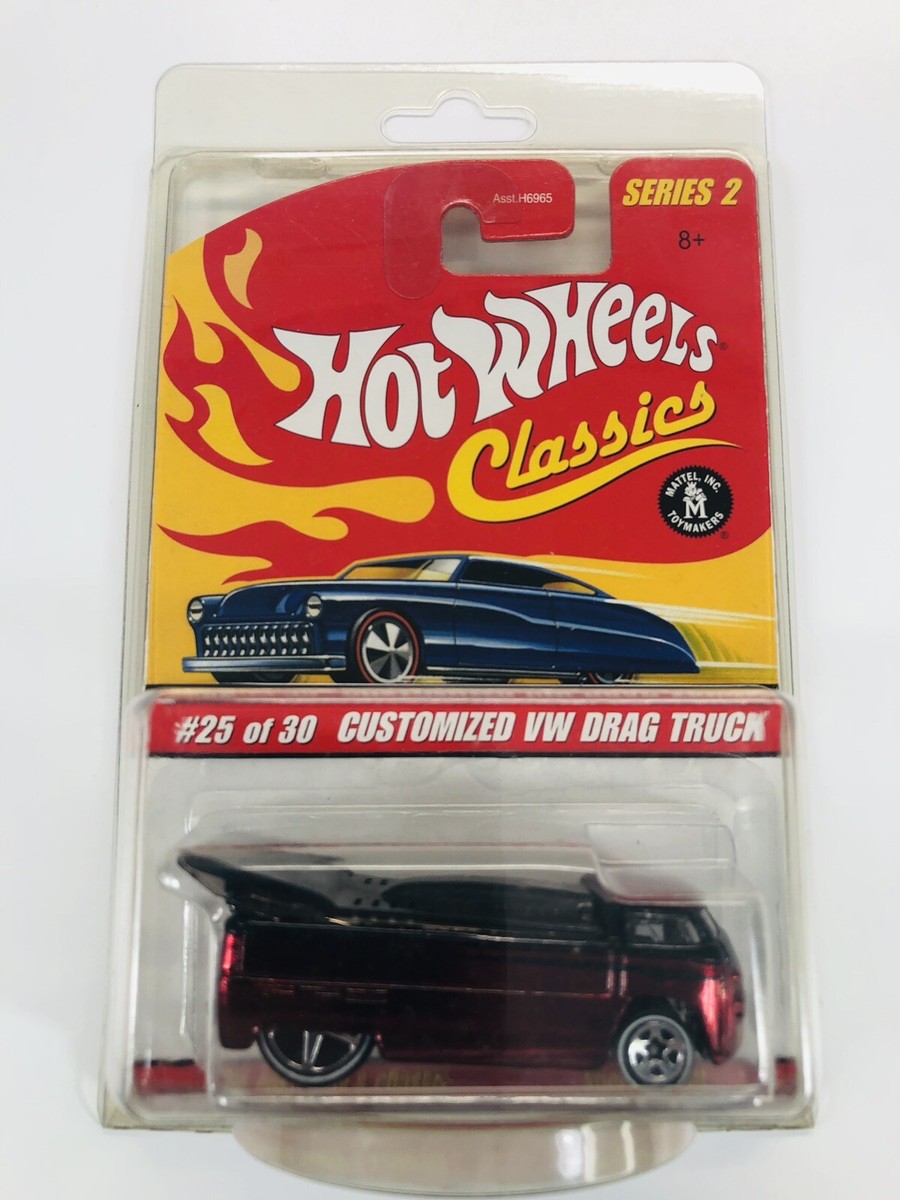 Asst.H6965
SERIES 2
8+
Hot Wheels®
Classics
MATTEL, INC.
M
TOYMAKERS
®
#25 of 30 CUSTOMIZED VW DRAG TRUCK